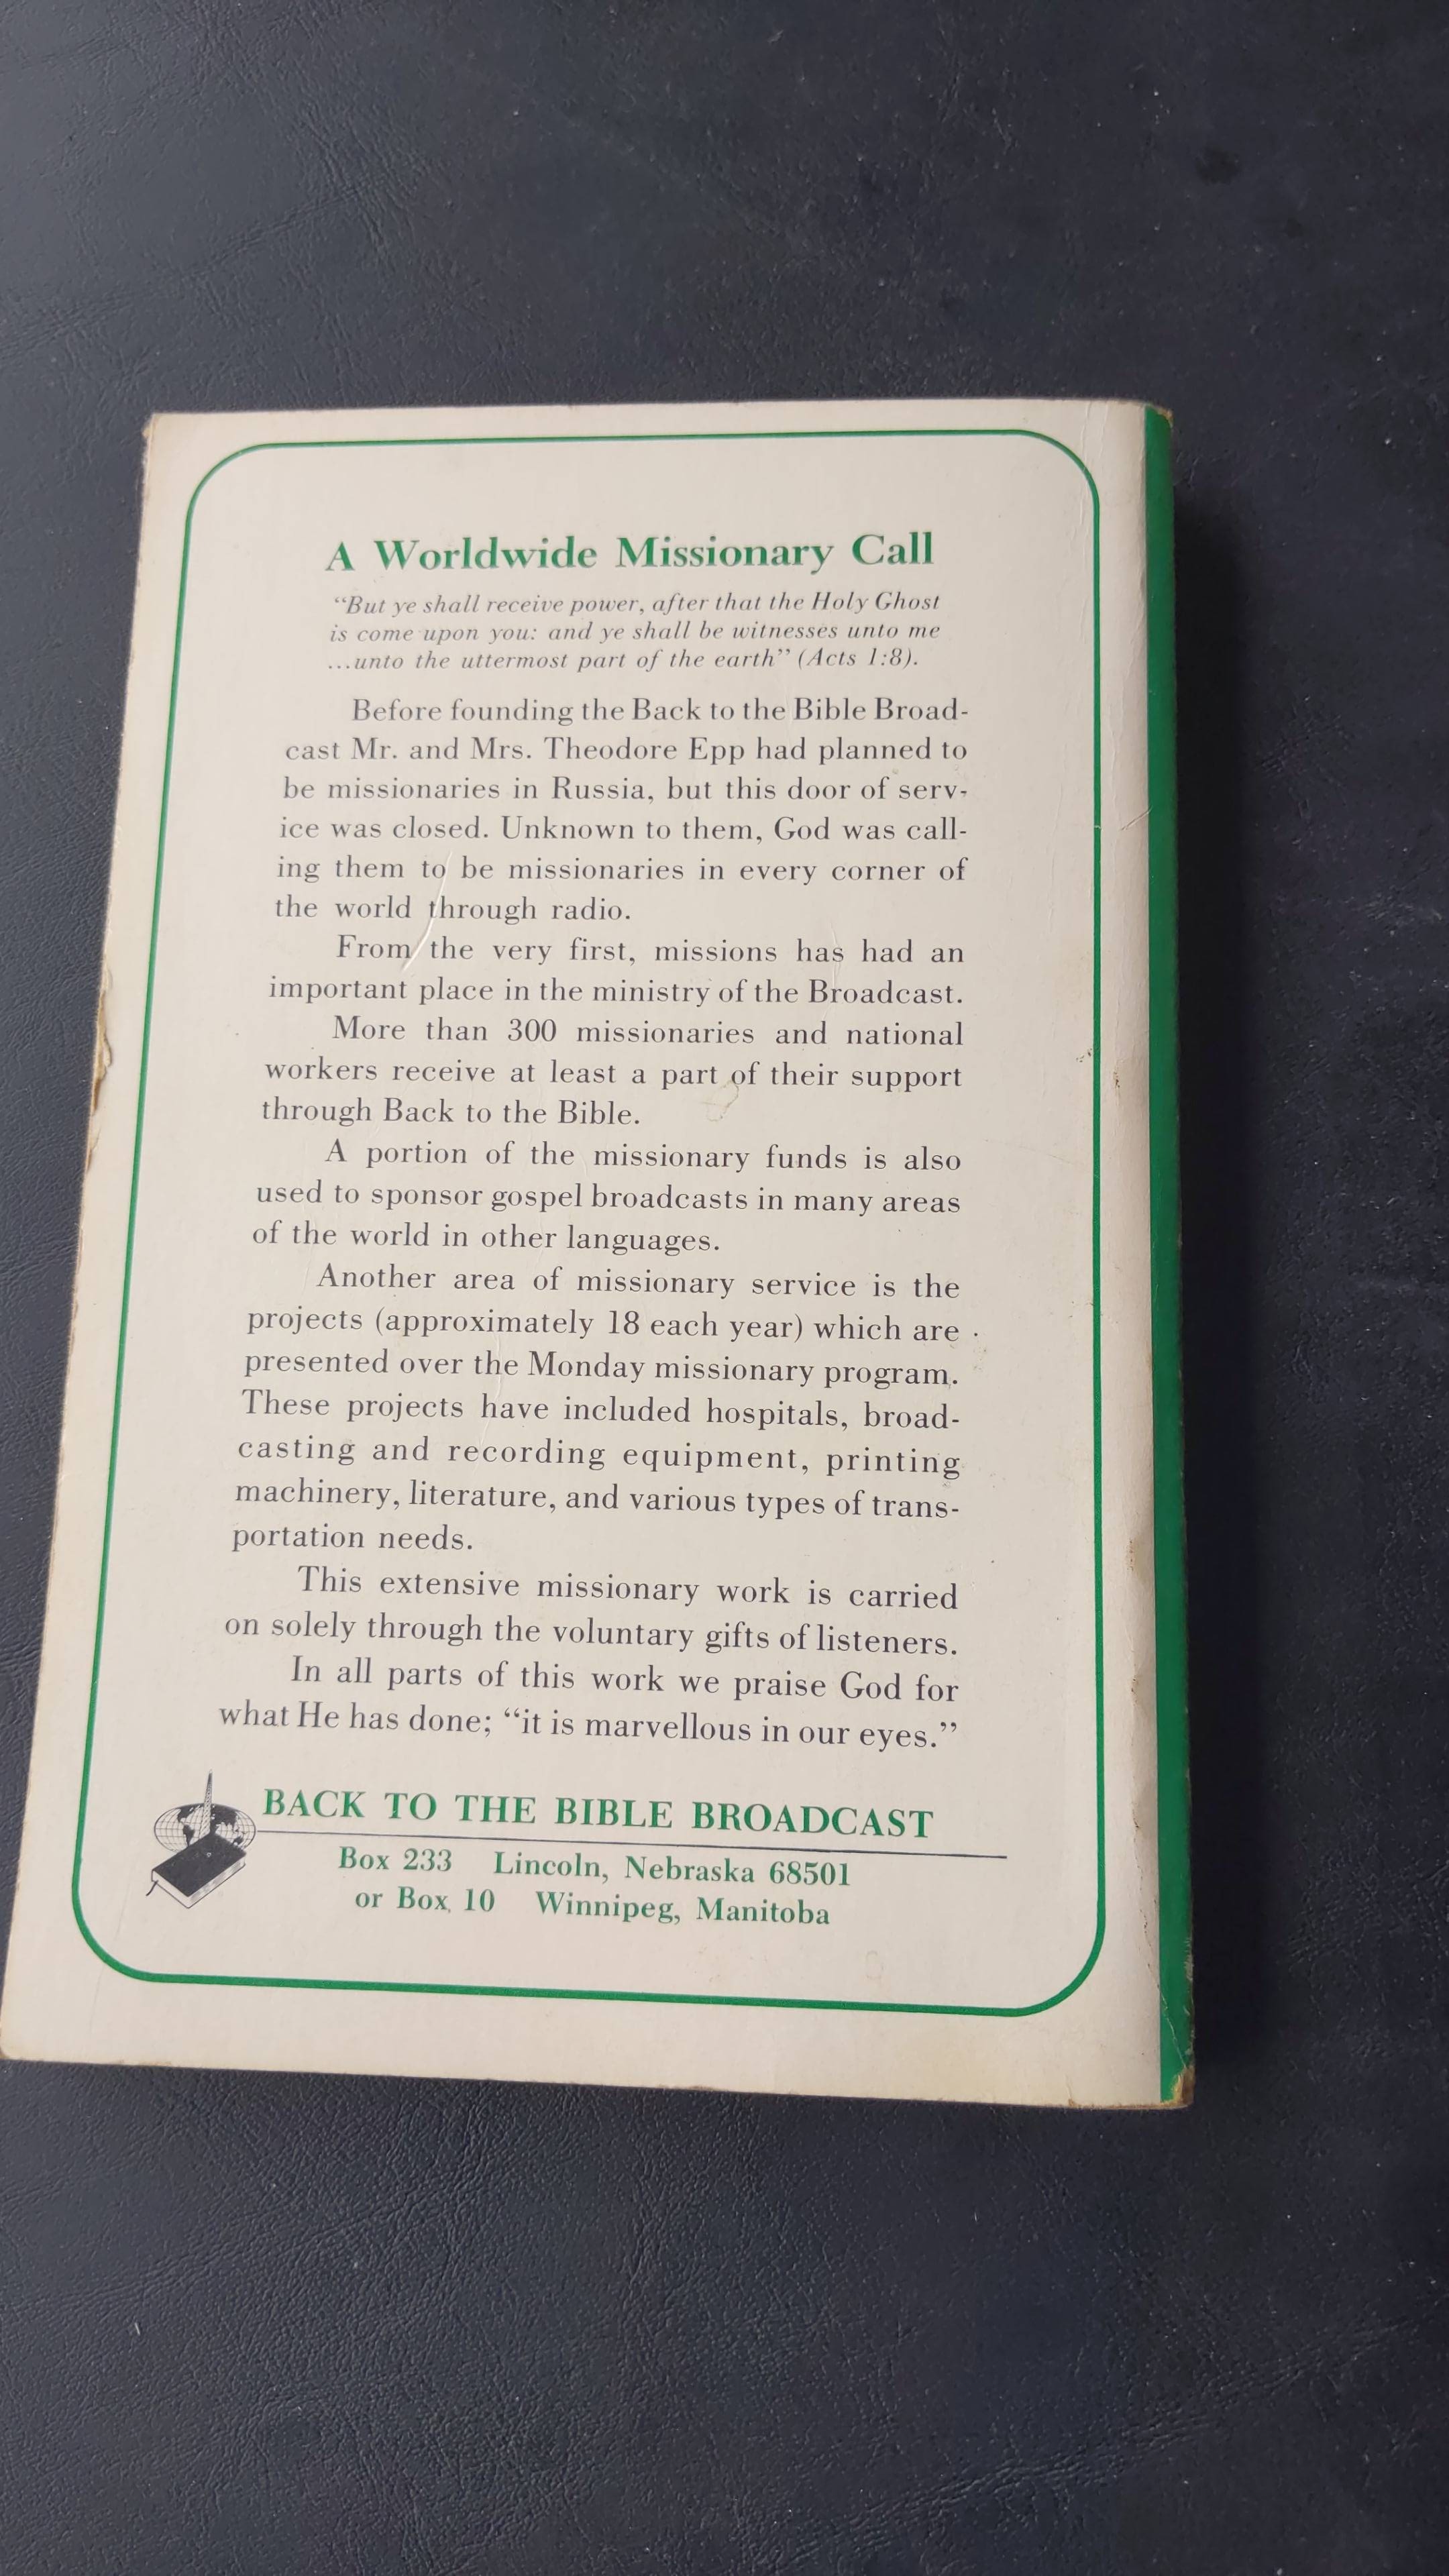 A Worldwide Missionary Call
“But ye shall receive power, after that the Holy Ghost
is come upon you: and ye shall be witnesses unto me
...unto the uttermost part of the earth” (Acts 1:8).
Before founding the Back to the Bible Broad-
cast Mr. and Mrs. Theodore Epp had planned to
be missionaries in Russia, but this door of serv-
ice was closed. Unknown to them, God was call-
ing them to be missionaries in every corner of
the world through radio.
From the very first, missions has had an
important place in the ministry of the Broadcast.
More than 300 missionaries and national
workers receive at least a part of their support
through Back to the Bible.
A portion of the missionary funds is also
used to sponsor gospel broadcasts in many areas
of the world in other languages.
Another area of missionary service is the
projects (approximately 18 each year) which are
presented over the Monday missionary program.
These projects have included hospitals, broad-
casting and recording equipment, printing
machinery, literature, and various types of trans-
portation needs.
This extensive missionary work is carried
on solely through the voluntary gifts of listeners.
In all parts of this work we praise God for
what He has done; “it is marvellous in our eyes.”
BACK TO THE BIBLE BROADCAST
Box 233 Lincoln, Nebraska 68501
or Box 10 Winnipeg, Manitoba